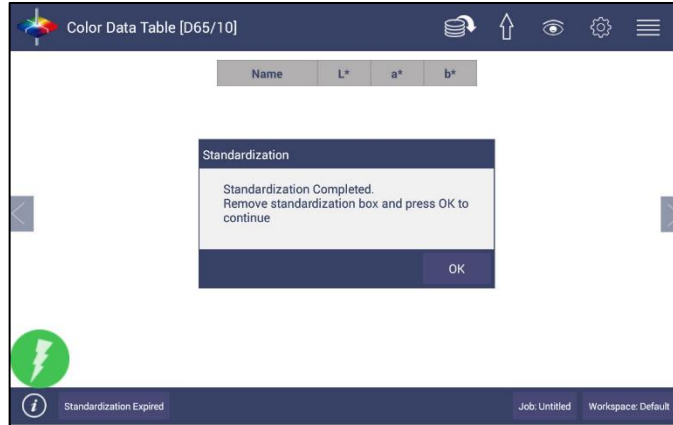 Color Data Table [D65/10]
Name L* a* b*
Standardization
Standardization Completed.
Remove standardization box and press OK to
continue
OK
i Standardization Expired Job: Untitled Workspace: Default